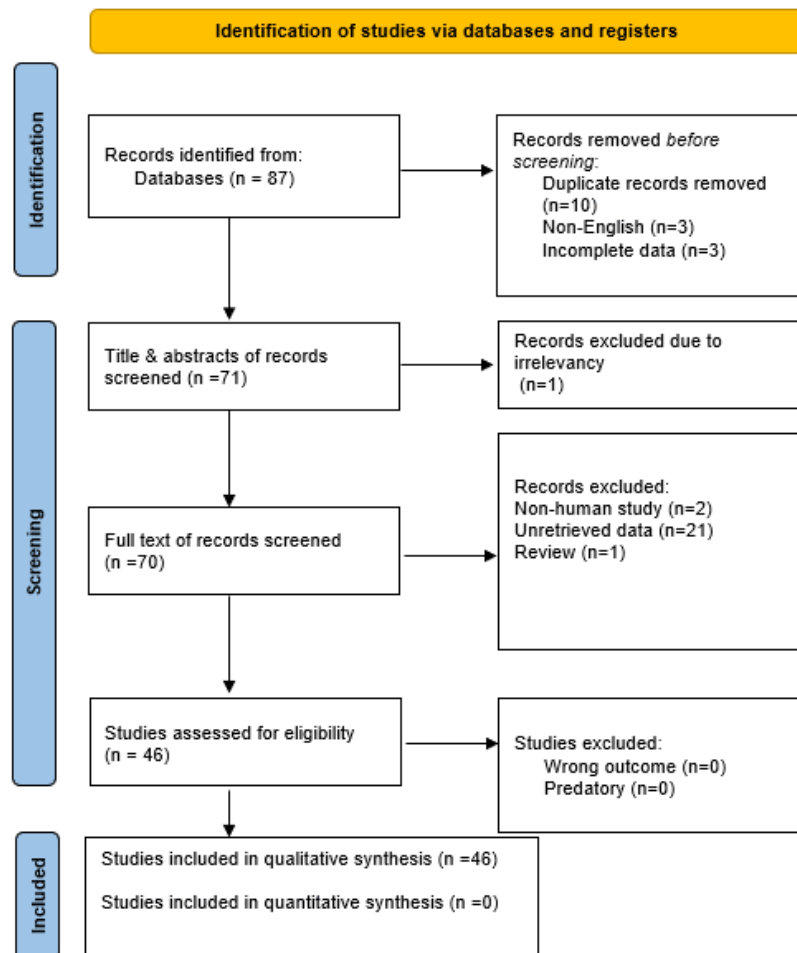 Identification of studies via databases and registers
Identification
Records identified from:
Databases (n = 87)
Records removed before
screening:
Duplicate records removed
(n=10)
Non-English (n=3)
Incomplete data (n=3)
Screening
Title & abstracts of records
screened (n =71)
Records excluded due to
irrelevancy
(n=1)
Full text of records screened
(n =70)
Records excluded:
Non-human study (n=2)
Unretrieved data (n=21)
Review (n=1)
Studies assessed for eligibility
(n = 46)
Studies excluded:
Wrong outcome (n=0)
Predatory (n=0)
Included
Studies included in qualitative synthesis (n =46)
Studies included in quantitative synthesis (n =0)